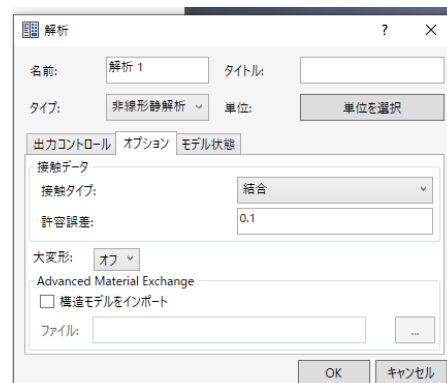 解析 ? ×
名前: 解析 1 タイトル:
タイプ: 非線形静解析 単位: 単位を選択
出力コントロール オプション モデル状態
接触データ
接触タイプ: 結合
許容誤差: 0.1
大変形: オフ
Advanced Material Exchange
構造モデルをインポート
ファイル: ...
OK キャンセル